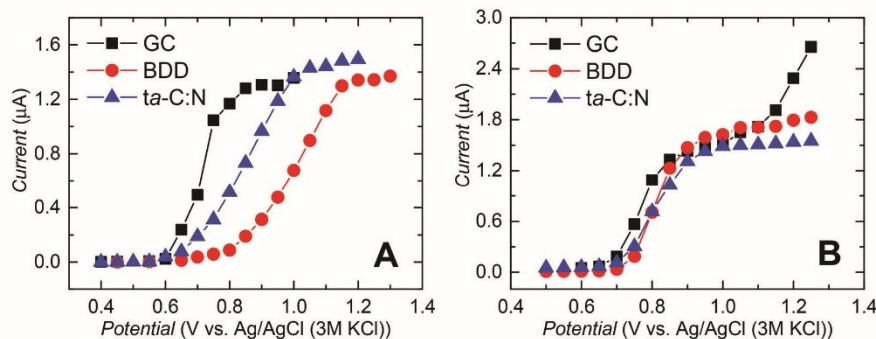 1.6
1.2
0.8
0.4
0.0
Current (µA)
GC
BDD
ta-C:N
A
0.4 0.6 0.8 1.0 1.2 1.4
Potential (V vs. Ag/AgCl (3M KCl))
3.0
2.4
1.8
1.2
0.6
0.0
Current (µA)
GC
BDD
ta-C:N
B
0.4 0.6 0.8 1.0 1.2 1.4
Potential (V vs. Ag/AgCl (3M KCl))